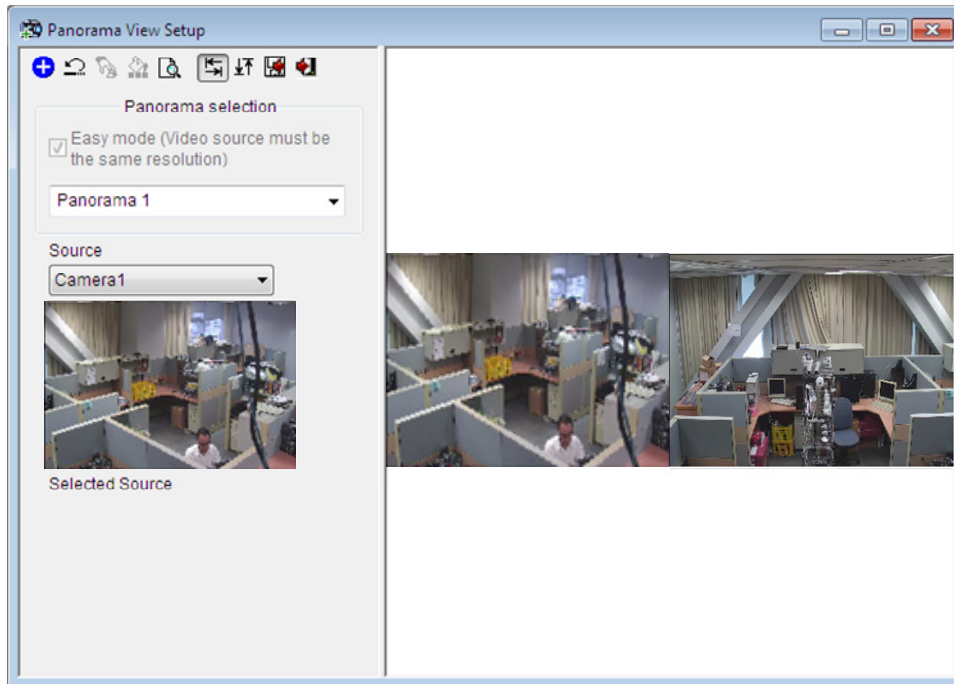 Panorama View Setup
Panorama selection
Easy mode (Video source must be
the same resolution)
Panorama 1
Source
Camera1
Selected Source